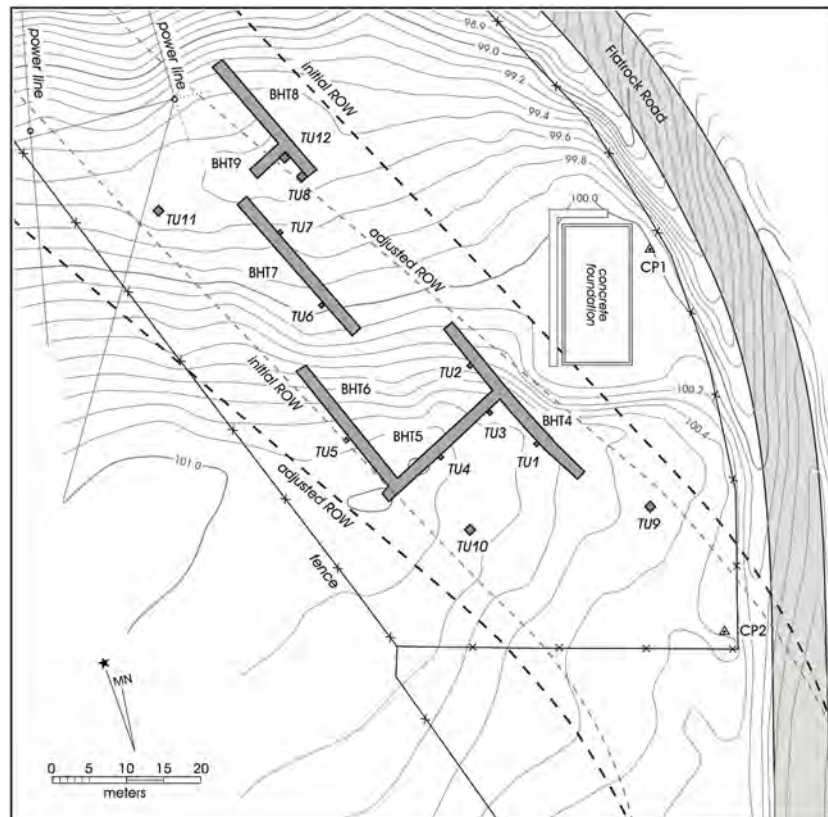 power line
power line
initial ROW
98.9
99.0
99.2
99.4
99.6
99.8
Flatrock Road
BHT8
TU12
BHT9
TU8
TU11
TU7
BHT7
TU6
adjusted ROW
100.0
CP1
concrete
foundation
initial ROW
BHT6
TU2
BHT4
TU3
BHT5
TU5
TU4
TU1
100.2
100.4
101.0
adjusted ROW
TU9
TU10
fence
CP2
MN
0 5 10 15 20
meters